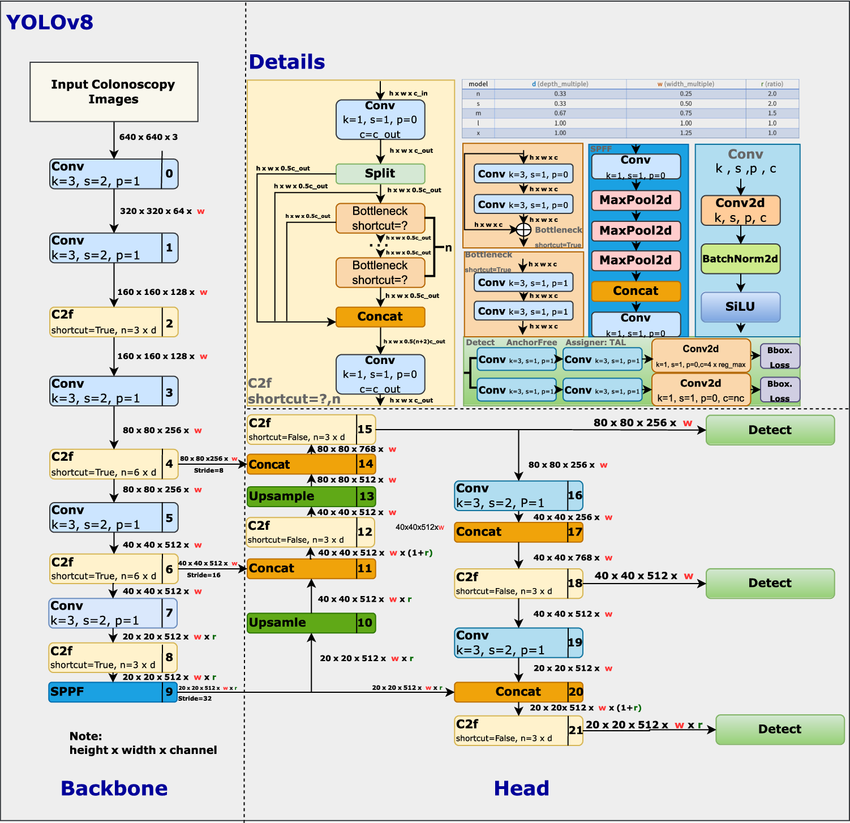 YOLOv8
Input Colonoscopy
Images
640 x 640 x 3
Conv
k=3, s=2, p=1
0
320 x 320 x 64 x w
Conv
k=3, s=2, p=1
1
160 x 160 x 128 x w
C2f
shortcut=True, n=3 x d
2
160 x 160 x 128 x w
Conv
k=3, s=2, p=1
3
80 x 80 x 256 x w
C2f
shortcut=True, n=6 x d
4
80 x 80 x256 x w
Stride=8
80 x 80 x 256 x w
Conv
k=3, s=2, p=1
5
40 x 40 x 512 x w
C2f
shortcut=True, n=6 x d
6
40 x 40 x 512 x w
Stride=16
40 x 40 x 512 x w
Conv
k=3, s=2, p=1
7
20 x 20 x 512 x w x r
C2f
shortcut=True, n=3 x d
8
20 x 20 x 512 x w x r
SPPF
9
20 x 20 x 512 x w x r
Stride=32
Note:
height x width x channel
Backbone
Details
h x w x c_in
Conv
k=1, s=1, p=0
c=c_out
h x w x c_out
Split
h x w x 0.5c_out
h x w x 0.5c_out
h x w x 0.5c_out
h x w x 0.5c_out
Bottleneck
shortcut=?
h x w x 0.5c_out
...
Bottleneck
shortcut=?
n
h x w x 0.5c_out
Concat
h x w x 0.5(n+2)c_out
Conv
k=1, s=1, p=0
c=c_out
h x w x c_out
C2f
shortcut=?,n
model d (depth_multiple) w (width_multiple) r (ratio)
n 0.33 0.25 2.0
s 0.33 0.50 2.0
m 0.67 0.75 1.5
l 1.00 1.00 1.0
x 1.00 1.25 1.0
h x w x c
Conv k=3, s=1, p=0
h x w x c
Conv k=3, s=1, p=0
h x w x c
Bottleneck
shortcut=True
Bottleneck
shortcut=True
h x w x c
Conv k=3, s=1, p=1
h x w x c
Conv k=3, s=1, p=1
h x w x c
SPFF
Conv
k=1, s=1, p=0
MaxPool2d
MaxPool2d
MaxPool2d
Concat
Conv
k=1, s=1, p=0
Conv
k , s ,p , c
Conv2d
k, s, p, c
BatchNorm2d
SiLU
Detect AnchorFree Assigner: TAL
Conv k=3, s=1, p=1
Conv k=3, s=1, p=1
Conv2d
k=1, s=1, p=0,c=4 x reg_max
Bbox.
Loss
Conv k=3, s=1, p=1
Conv k=3, s=1, p=1
Conv2d
k=1, s=1, p=0, c=nc
Bbox.
Loss
C2f
shortcut=False, n=3 x d
15
80 x 80 x 256 x w
Detect
80 x 80 x 768 x w
Concat
14
80 x 80 x 512 x w
Upsample
13
40 x 40 x 512 x w
C2f
shortcut=False, n=3 x d
12
40x40x512xw
40 x 40 x 512 x w x (1+r)
Concat
11
40 x 40 x 512 x w x r
Upsamle
10
20 x 20 x 512 x w x r
20 x 20 x 512 x w x r
80 x 80 x 256 x w
Conv
k=3, s=2, P=1
16
40 x 40 x 256 x w
Concat
17
40 x 40 x 768 x w
C2f
shortcut=False, n=3 x d
18
40 x 40 x 512 x w
Detect
40 x 40 x 512 x w
Conv
k=3, s=2, p=1
19
20 x 20 x 512 x w
Concat
20
20 x 20x 512 x w x (1+r)
C2f
shortcut=False, n=3 x d
21
20 x 20 x 512 x w x r
Detect
Head